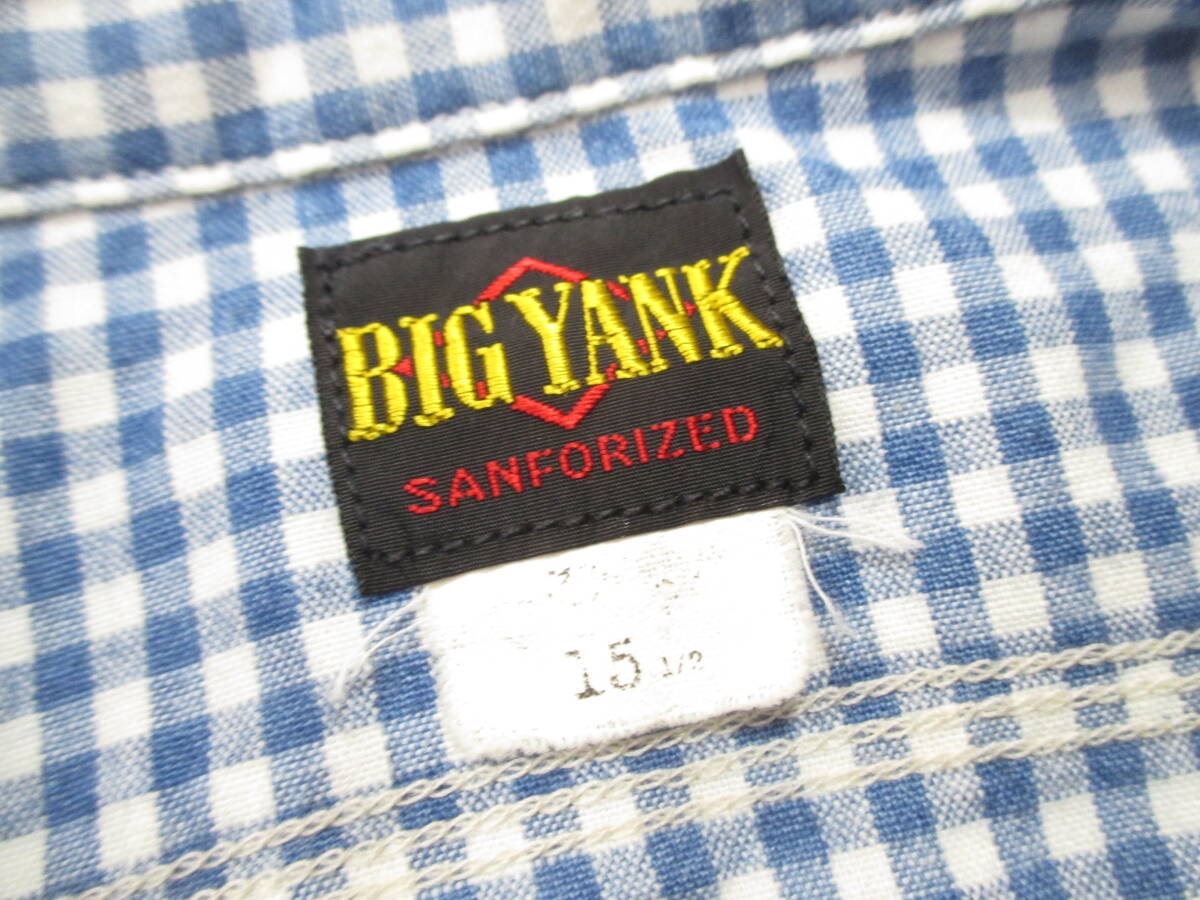 BIG YANK
SANFORIZED
15 1/2